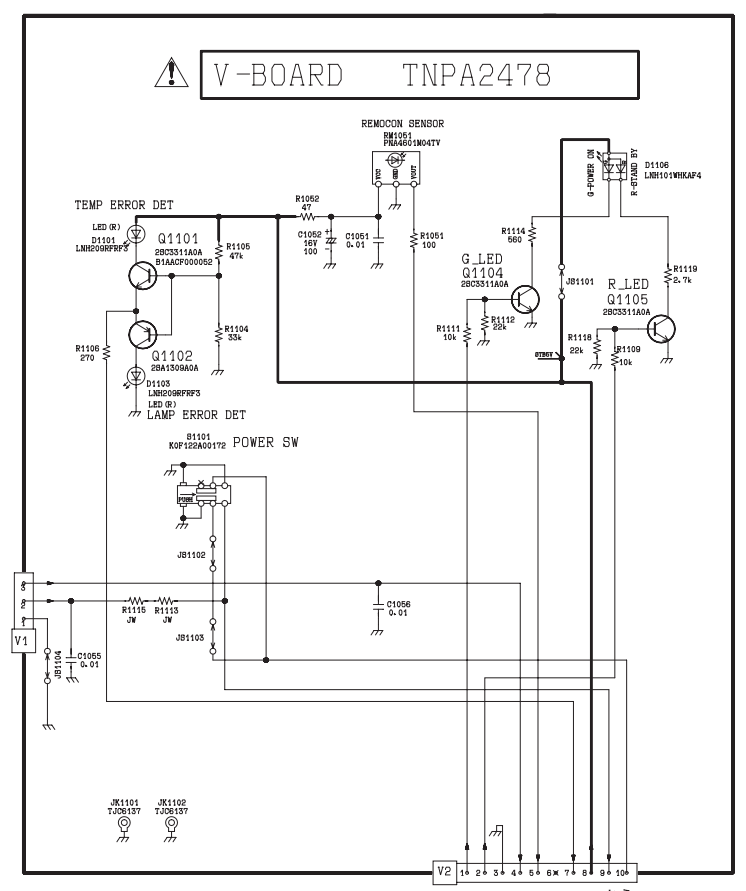 V-BOARD TNPA2478
REMOCON SENSOR
RM1051
PNA4601M04TV
VCC
GND
VOUT
G-POWER ON
R-STAND BY
D1106
LNH101WHKAF4
TEMP ERROR DET
LED(R)
D1101
LNH209RFRF3
Q1101
2SC3311A0A
B1AACF000052
R1105
47k
R1052
47
C1052
16V
100
+
-
C1051
0.01
R1051
100
R1114
560
G_LED
Q1104
2SC3311A0A
JS1101
R1119
2.7k
R_LED
Q1105
2SC3311A0A
R1104
33k
R1106
270
Q1102
2SA1309A0A
D1103
LNH209RFRF3
LED(R)
LAMP ERROR DET
R1111
10k
R1112
22k
R1118
22k
R1109
10k
STB5V
S1101
K0F122A00172
POWER SW
PUSH
JS1102
3
2
1
V1
R1115
JW
R1113
JW
C1056
0.01
JS1103
JS1104
C1055
0.01
JK1101
TJC6137
JK1102
TJC6137
V2
1 2 3 4 5 6 7 8 9 10